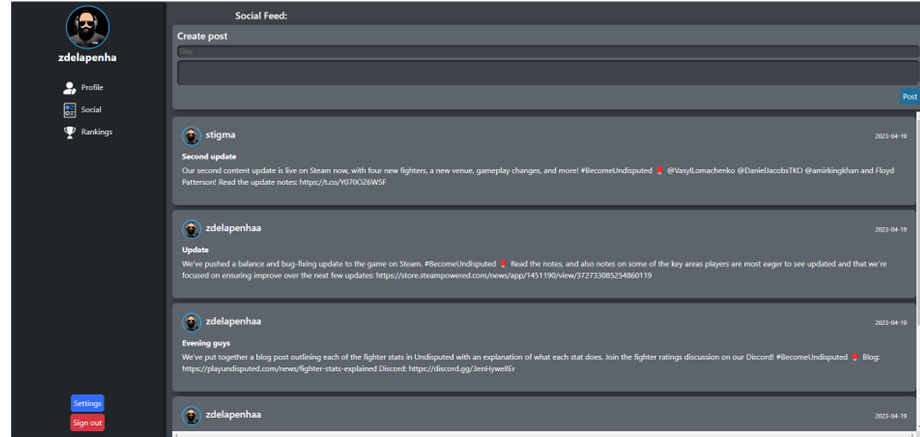 zdelapenha
Profile
Social
Rankings
Settings
Sign out
Social Feed:
Create post
Title
Post
stigma
2023-04-19
Second update
Our second content update is live on Steam now, with four new fighters, a new venue, gameplay changes, and more! #BecomeUndisputed 🥊 @VasylLomachenko @DanielJacobsTKO @amirkingkhan and Floyd
Patterson! Read the update notes: https://t.co/Y070OZ6W5F
zdelapenhaa
2023-04-19
Update
We've pushed a balance and bug-fixing update to the game on Steam. #BecomeUndisputed 🥊 Read the notes, and also notes on some of the key areas players are most eager to see updated and that we're
focused on ensuring improve over the next few updates: https://store.steampowered.com/news/app/1451190/view/3727330852548​60119
zdelapenhaa
2023-04-19
Evening guys
We've put together a blog post outlining each of the fighter stats in Undisputed with an explanation of what each stat does. Join the fighter ratings discussion on our Discord! #BecomeUndisputed 🥊 Blog:
https://playundisputed.com/news/fighter-stats-explained Discord: https://discord.gg/3enHywe8Er
zdelapenhaa
2023-04-19